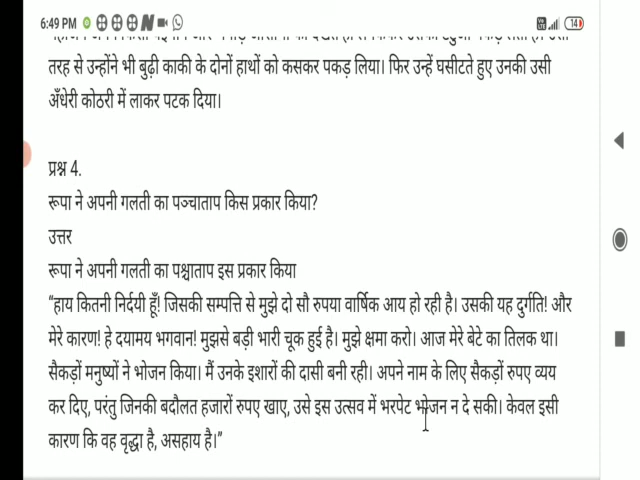 6:49 PM
14
तरह से उन्होंने भी बुढ़ी काकी के दोनों हाथों को कसकर पकड़ लिया। फिर उन्हें घसीटते हुए उनकी उसी
अँधेरी कोठरी में लाकर पटक दिया।
प्रश्न 4.
रूपा ने अपनी गलती का पञ्चाताप किस प्रकार किया?
उत्तर
रूपा ने अपनी गलती का पश्चाताप इस प्रकार किया
“हाय कितनी निर्दयी हूँ! जिसकी सम्पत्ति से मुझे दो सौ रुपया वार्षिक आय हो रही है। उसकी यह दुर्गति! और
मेरे कारण! हे दयामय भगवान! मुझसे बड़ी भारी चूक हुई है। मुझे क्षमा करो। आज मेरे बेटे का तिलक था।
सैकड़ों मनुष्यों ने भोजन किया। मैं उनके इशारों की दासी बनी रही। अपने नाम के लिए सैकड़ों रुपए व्यय
कर दिए, परंतु जिनकी बदौलत हजारों रुपए खाए, उसे इस उत्सव में भरपेट भोजन न दे सकी। केवल इसी
कारण कि वह वृद्धा है, असहाय है।”